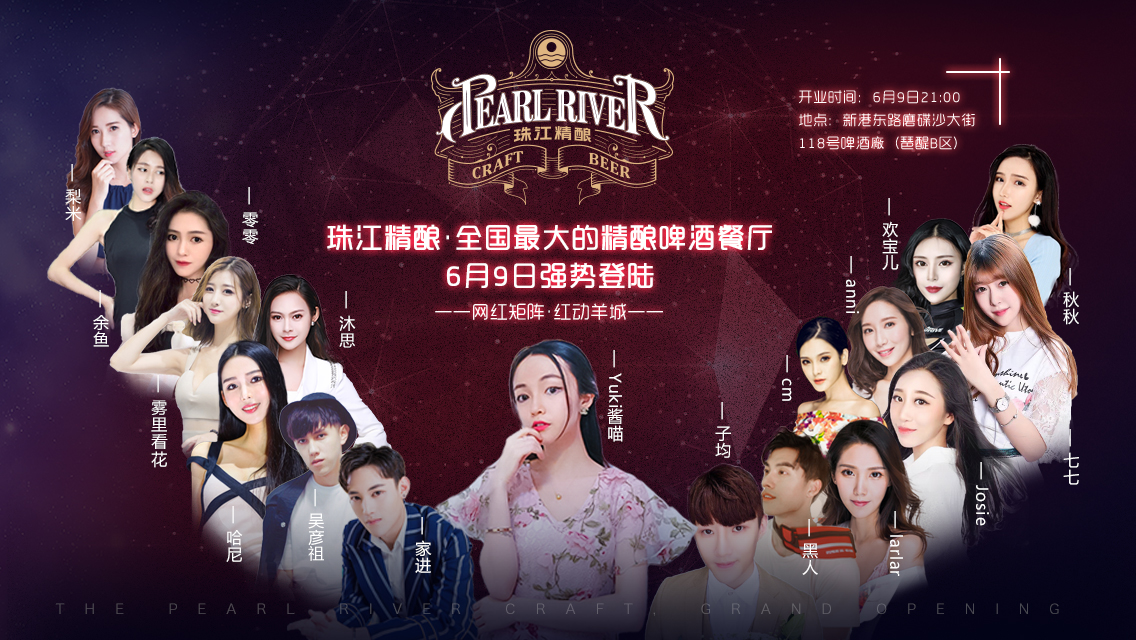 PEARL RIVER
珠江精酿
CRAFT BEER
开业时间：6月9日21:00
地点：新港东路磨碟沙大街
118号啤酒厰（琶醍B区）
珠江精酿·全国最大的精酿啤酒餐厅
6月9日强势登陆
——网红矩阵·红动羊城——
梨米
余鱼
零零
雾里看花
沐思
哈尼
吴彦祖
家进
Yuki酱喵
子均
黑人
cm
anni
欢宝儿
larlar
Josie
秋秋
七七
THE PEARL RIVER CRAFT, GRAND OPENING